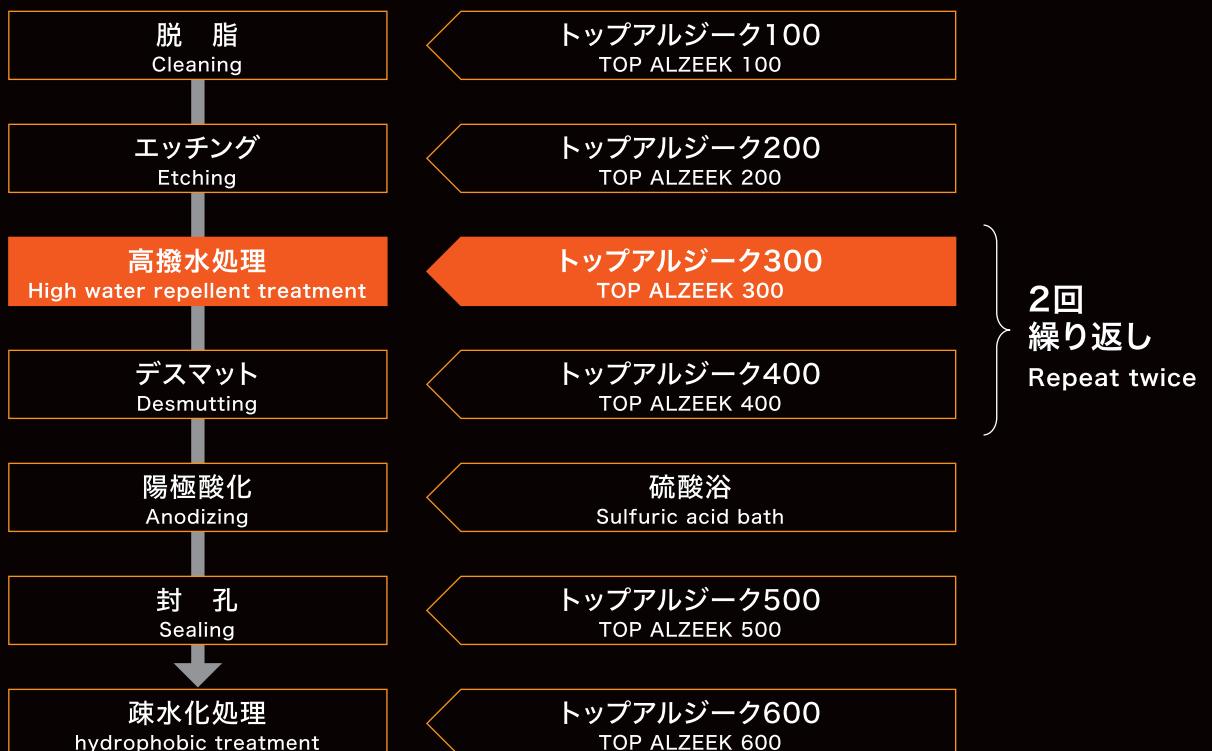 脱　脂
Cleaning
トップアルジーク100
TOP ALZEEK 100
エッチング
Etching
トップアルジーク200
TOP ALZEEK 200
高撥水処理
High water repellent treatment
トップアルジーク300
TOP ALZEEK 300
デスマット
Desmutting
トップアルジーク400
TOP ALZEEK 400
2回
繰り返し
Repeat twice
陽極酸化
Anodizing
硫酸浴
Sulfuric acid bath
封　孔
Sealing
トップアルジーク500
TOP ALZEEK 500
疎水化処理
hydrophobic treatment
トップアルジーク600
TOP ALZEEK 600